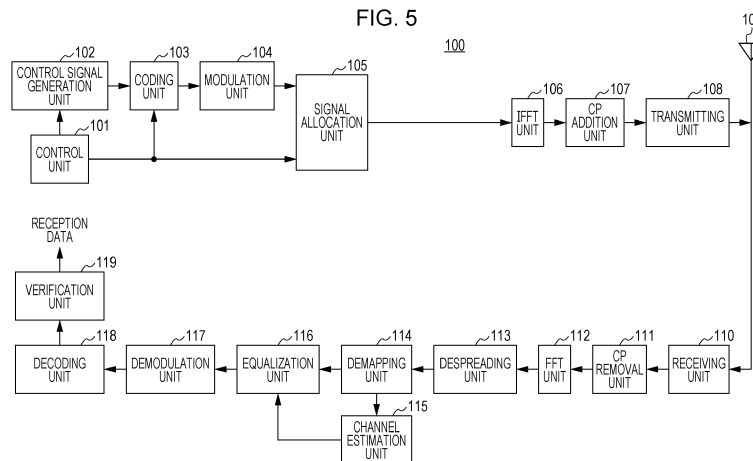 FIG. 5
100
102
CONTROL SIGNAL
GENERATION
UNIT
103
CODING
UNIT
104
MODULATION
UNIT
105
SIGNAL
ALLOCATION
UNIT
106
IFFT
UNIT
107
CP
ADDITION
UNIT
108
TRANSMITTING
UNIT
10
101
CONTROL
UNIT
RECEPTION
DATA
119
VERIFICATION
UNIT
118
DECODING
UNIT
117
DEMODULATION
UNIT
116
EQUALIZATION
UNIT
114
DEMAPPING
UNIT
113
DESPREADING
UNIT
112
FFT
UNIT
111
CP
REMOVAL
UNIT
110
RECEIVING
UNIT
115
CHANNEL
ESTIMATION
UNIT